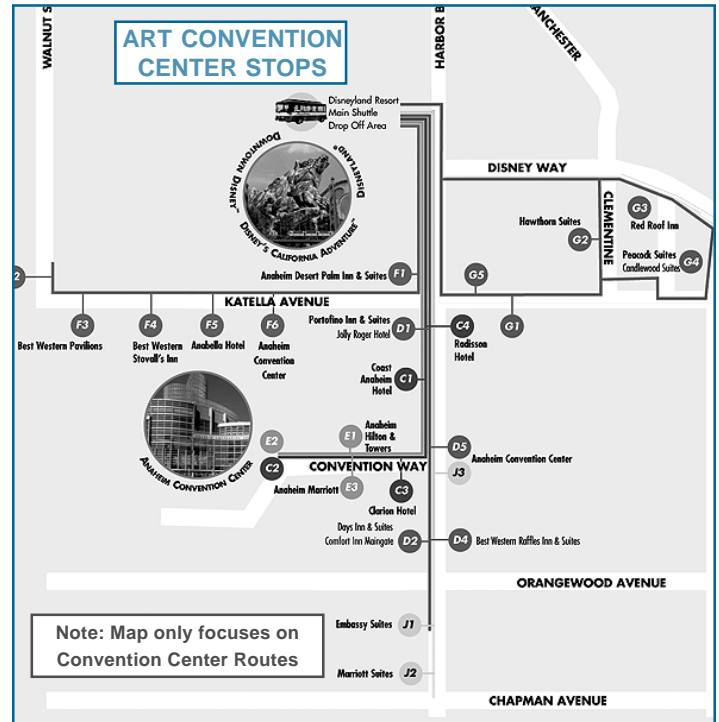 WALNUT S
ART CONVENTION
CENTER STOPS
HARBOR B
ANCHESTER
Disneyland Resort
Main Shuttle
Drop Off Area
DOWNTOWN DISNEY™
DISNEYLAND®
DISNEY'S CALIFORNIA ADVENTURE™
DISNEY WAY
CLEMENTINE
G3
Red Roof Inn
Hawthorn Suites
G2
Peacock Suites
Candlewood Suites
G4
2
Anaheim Desert Palm Inn & Suites
F1
G5
KATELLA AVENUE
F3
Best Western Pavilions
F4
Best Western
Stovall's Inn
F5
Anabella Hotel
F6
Anaheim
Convention
Center
Portofino Inn & Suites
Jolly Roger Hotel
D1
C4
Radisson
Hotel
G1
Coast
Anaheim
Hotel
C1
ANAHEIM CONVENTION CENTER
E2
C2
E1
Anaheim
Hilton &
Towers
D5
Anaheim Convention Center
J3
CONVENTION WAY
Anaheim Marriott
E3
C3
Clarion Hotel
Days Inn & Suites
Comfort Inn Maingate
D2
D4
Best Western Raffles Inn & Suites
ORANGEWOOD AVENUE
Note: Map only focuses on
Convention Center Routes
Embassy Suites
J1
Marriott Suites
J2
CHAPMAN AVENUE